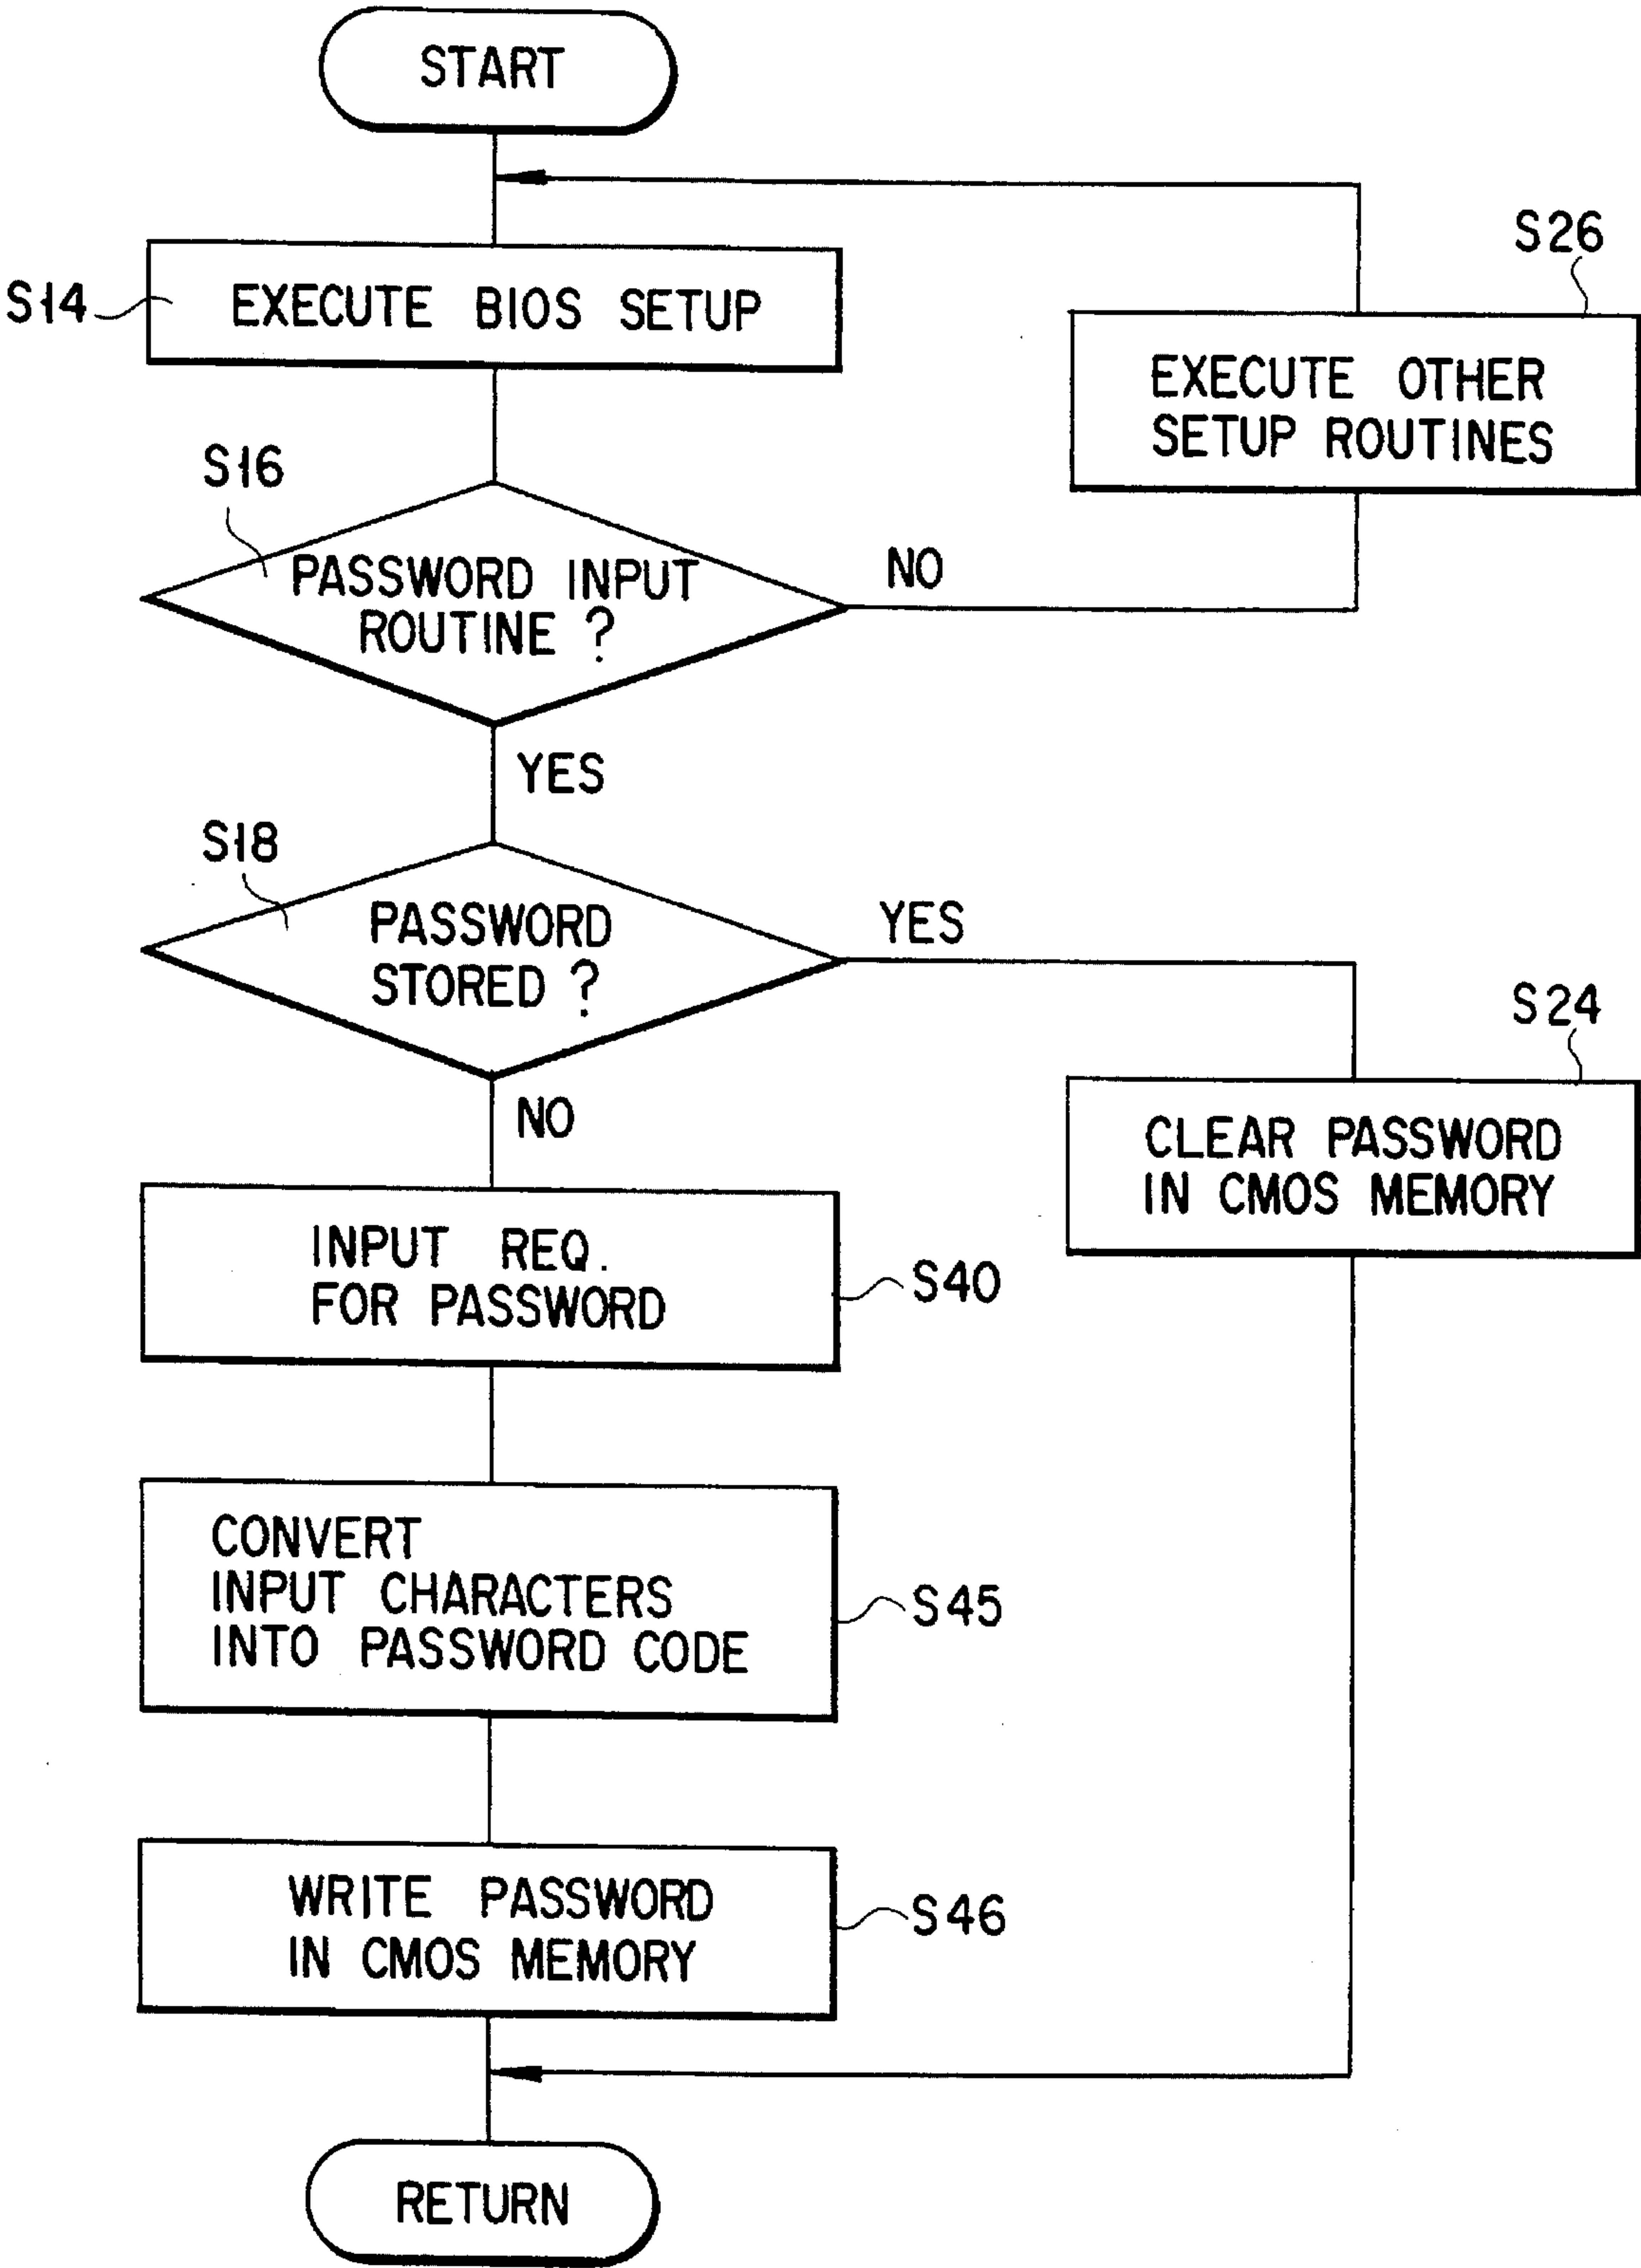 START
S14
EXECUTE BIOS SETUP
S26
EXECUTE OTHER
SETUP ROUTINES
S16
PASSWORD INPUT
ROUTINE ?
NO
YES
S18
PASSWORD
STORED ?
YES
S24
CLEAR PASSWORD
IN CMOS MEMORY
NO
INPUT REQ.
FOR PASSWORD
S40
CONVERT
INPUT CHARACTERS
INTO PASSWORD CODE
S45
WRITE PASSWORD
IN CMOS MEMORY
S46
RETURN